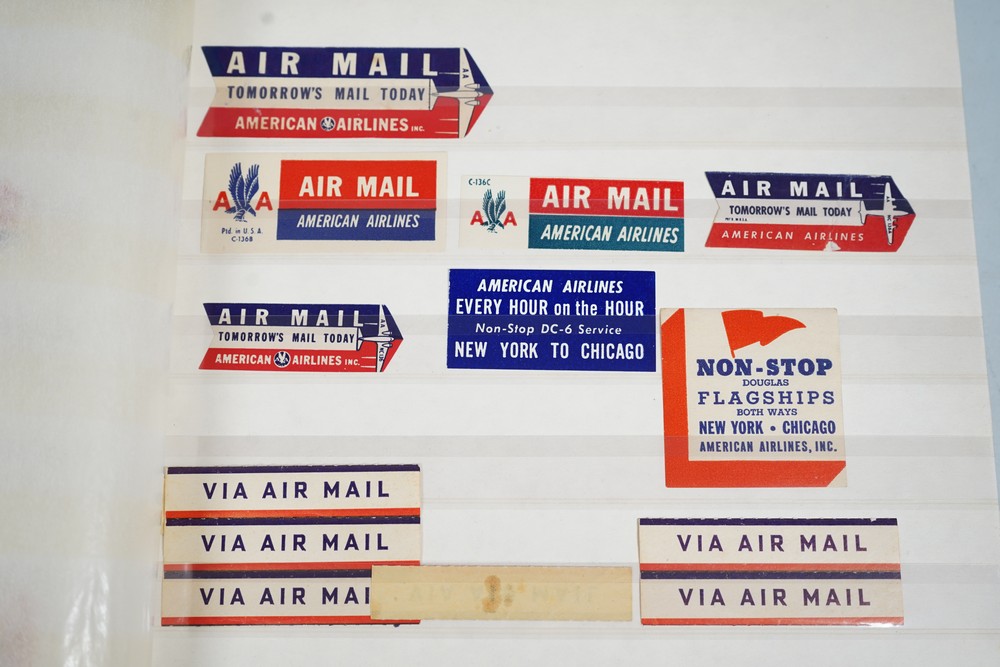 AIR MAIL
TOMORROW'S MAIL TODAY
AA
AMERICAN AIRLINES INC.
A A
Ptd. in U.S.A.
C-136B
AIR MAIL
AMERICAN AIRLINES
C-136C
A A
AIR MAIL
AMERICAN AIRLINES
AIR MAIL
TOMORROW'S MAIL TODAY
AMERICAN AIRLINES
AIR MAIL
TOMORROW'S MAIL TODAY
AA
AMERICAN AIRLINES INC.
AMERICAN AIRLINES
EVERY HOUR on the HOUR
Non-Stop DC-6 Service
NEW YORK TO CHICAGO
NON-STOP
DOUGLAS
FLAGSHIPS
BOTH WAYS
NEW YORK • CHICAGO
AMERICAN AIRLINES, INC.
VIA AIR MAIL
VIA AIR MAIL
VIA AIR MAI
VIA AIR MAIL
VIA AIR MAIL